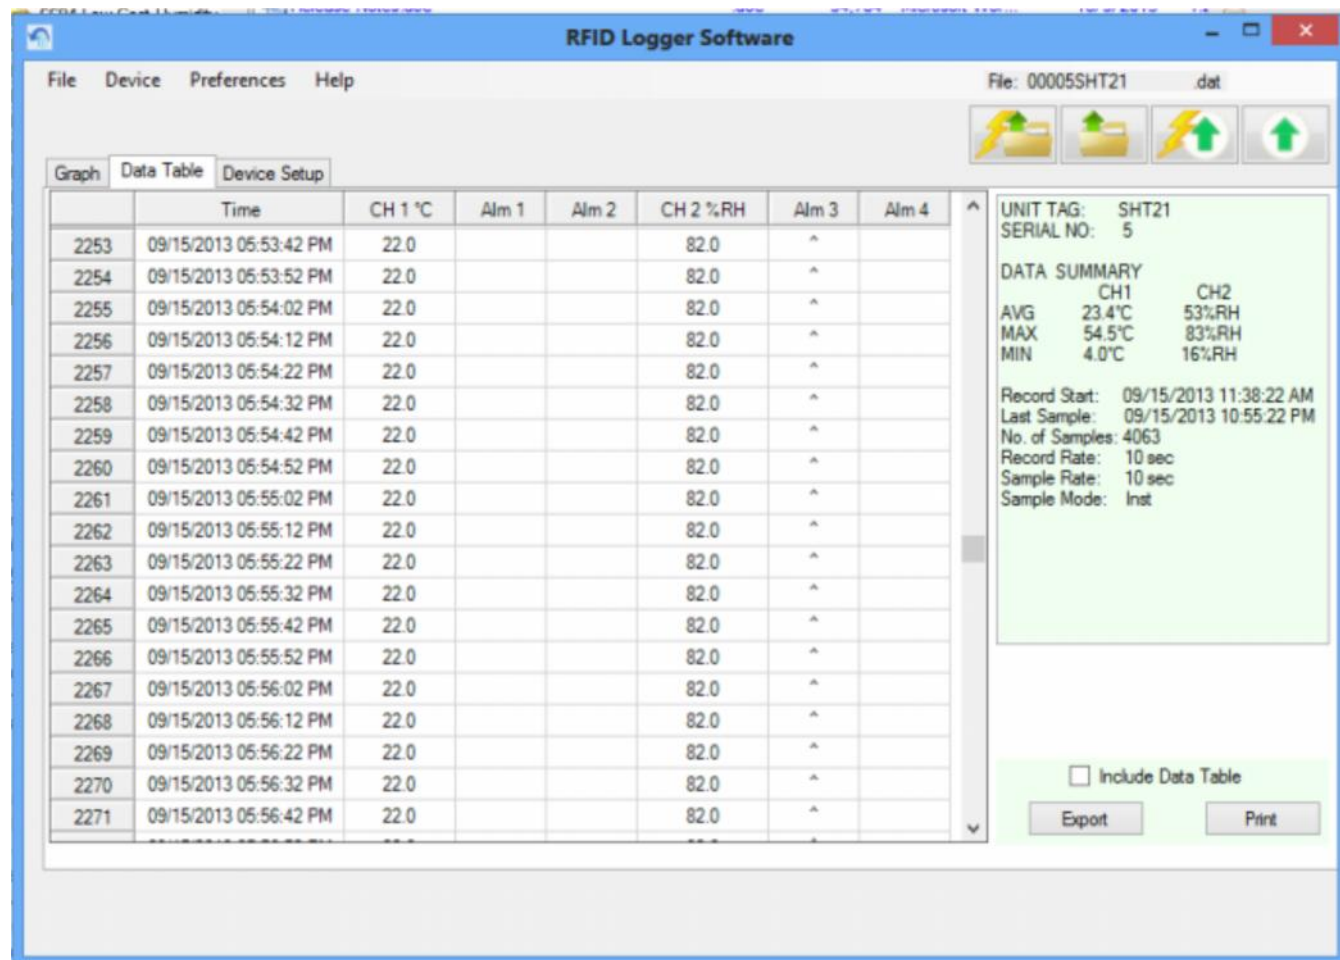 RFID Logger Software
File Device Preferences Help
File: 00005SHT21 .dat
Graph Data Table Device Setup
Time CH 1 °C Alm 1 Alm 2 CH 2 %RH Alm 3 Alm 4
2253 09/15/2013 05:53:42 PM 22.0 82.0 ^
2254 09/15/2013 05:53:52 PM 22.0 82.0 ^
2255 09/15/2013 05:54:02 PM 22.0 82.0 ^
2256 09/15/2013 05:54:12 PM 22.0 82.0 ^
2257 09/15/2013 05:54:22 PM 22.0 82.0 ^
2258 09/15/2013 05:54:32 PM 22.0 82.0 ^
2259 09/15/2013 05:54:42 PM 22.0 82.0 ^
2260 09/15/2013 05:54:52 PM 22.0 82.0 ^
2261 09/15/2013 05:55:02 PM 22.0 82.0 ^
2262 09/15/2013 05:55:12 PM 22.0 82.0 ^
2263 09/15/2013 05:55:22 PM 22.0 82.0 ^
2264 09/15/2013 05:55:32 PM 22.0 82.0 ^
2265 09/15/2013 05:55:42 PM 22.0 82.0 ^
2266 09/15/2013 05:55:52 PM 22.0 82.0 ^
2267 09/15/2013 05:56:02 PM 22.0 82.0 ^
2268 09/15/2013 05:56:12 PM 22.0 82.0 ^
2269 09/15/2013 05:56:22 PM 22.0 82.0 ^
2270 09/15/2013 05:56:32 PM 22.0 82.0 ^
2271 09/15/2013 05:56:42 PM 22.0 82.0 ^
UNIT TAG: SHT21
SERIAL NO: 5
DATA SUMMARY
CH1 CH2
AVG 23.4°C 53%RH
MAX 54.5°C 83%RH
MIN 4.0°C 16%RH
Record Start: 09/15/2013 11:38:22 AM
Last Sample: 09/15/2013 10:55:22 PM
No. of Samples: 4063
Record Rate: 10 sec
Sample Rate: 10 sec
Sample Mode: Inst
Include Data Table
Export Print